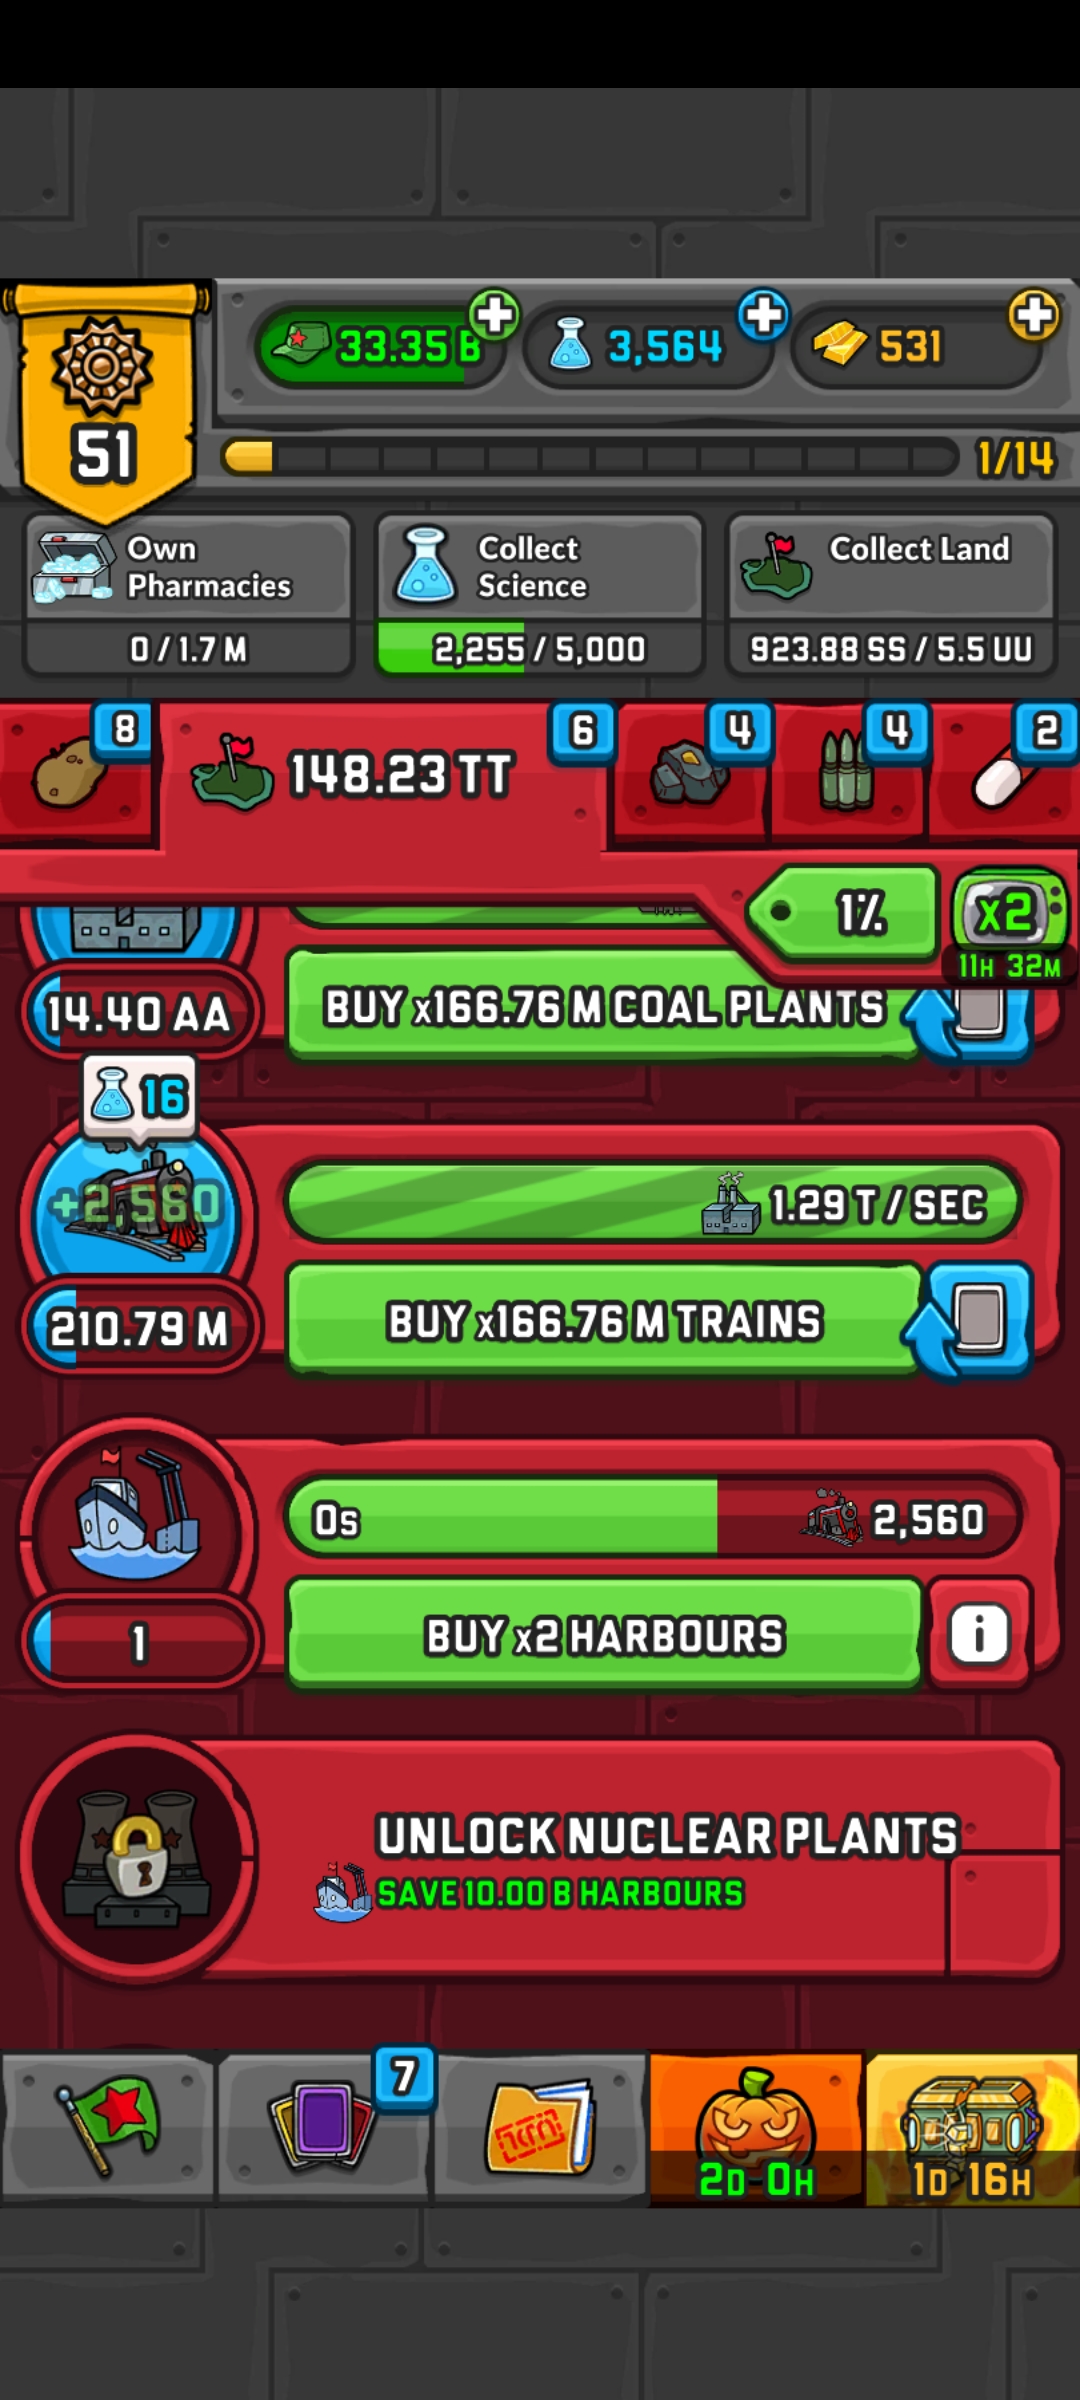 33.35 B
3,564
531
51
1/14
Own
Pharmacies
0 / 1.7 M
Collect
Science
2,255 / 5,000
Collect Land
923.88 SS / 5.5 UU
8
148.23 TT
6
4
4
2
1%
x2
11H 32M
14.40 AA
BUY x166.76 M COAL PLANTS
16
+2,560
1.29 T / SEC
210.79 M
BUY x166.76 M TRAINS
0s
2,560
1
BUY x2 HARBOURS
i
UNLOCK NUCLEAR PLANTS
SAVE 10.00 B HARBOURS
7
2D 0H
1D 16H